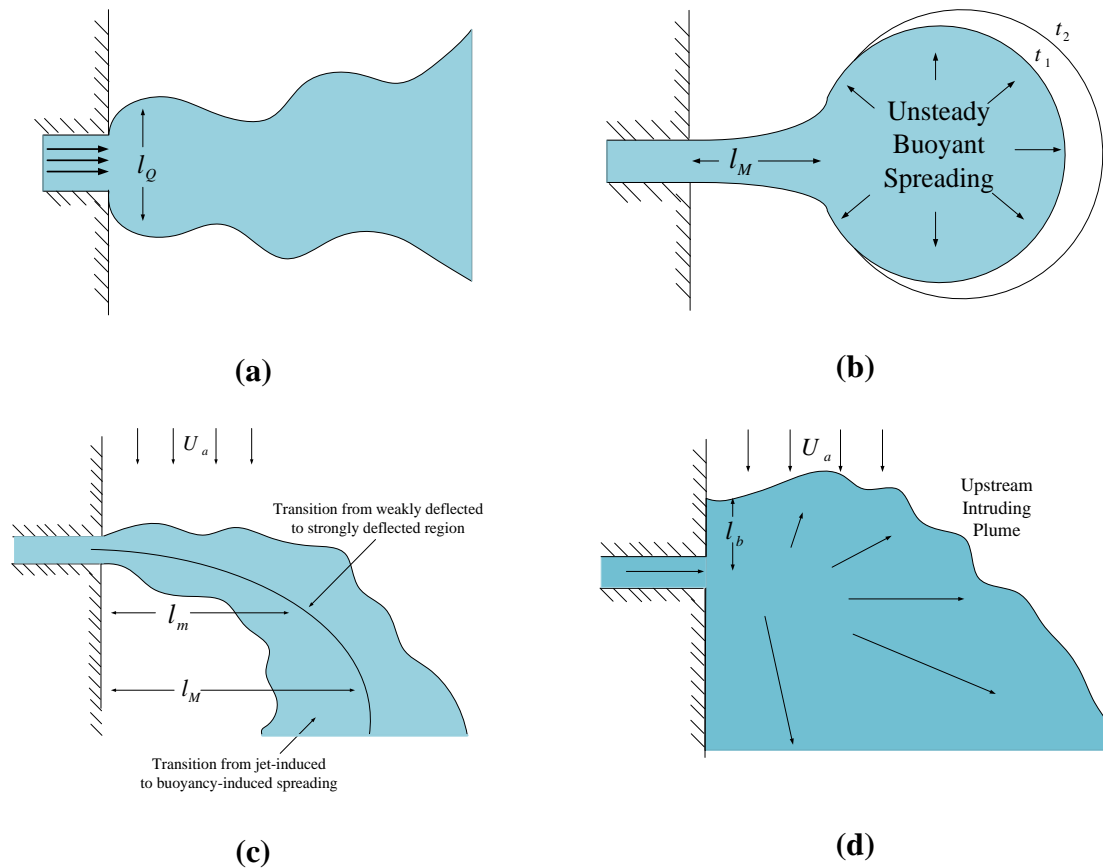 l_Q
(a)
t_2
t_1
Unsteady
Buoyant
Spreading
l_M
(b)
U_a
Transition from weakly deflected
to strongly deflected region
l_m
l_M
Transition from jet-induced
to buoyancy-induced spreading
(c)
U_a
Upstream
Intruding
Plume
l_b
(d)